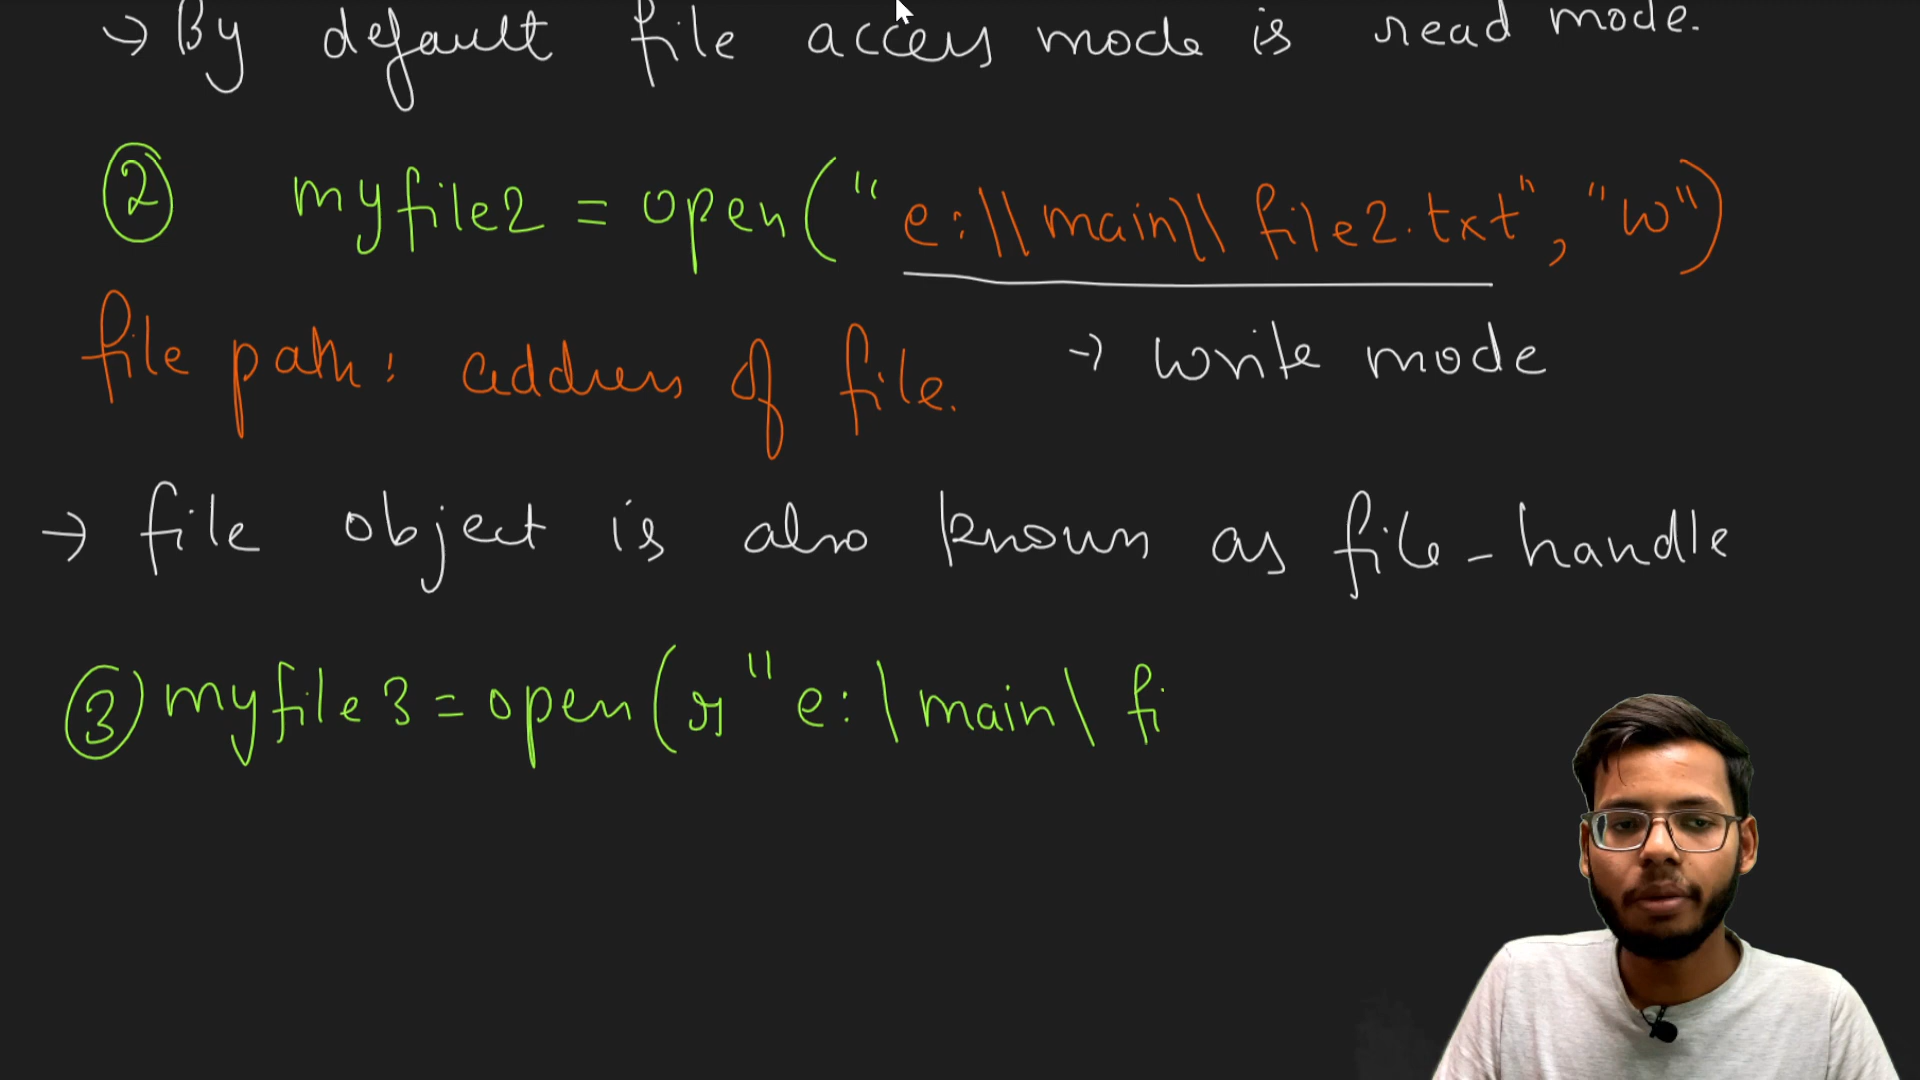 → By default file access mode is read mode.
② myfile2 = open("e:\\main\\file2.txt", "w")
file path: address of file. → write mode
→ file object is also known as file-handle
③ myfile3 = open(r"e:\main\fi